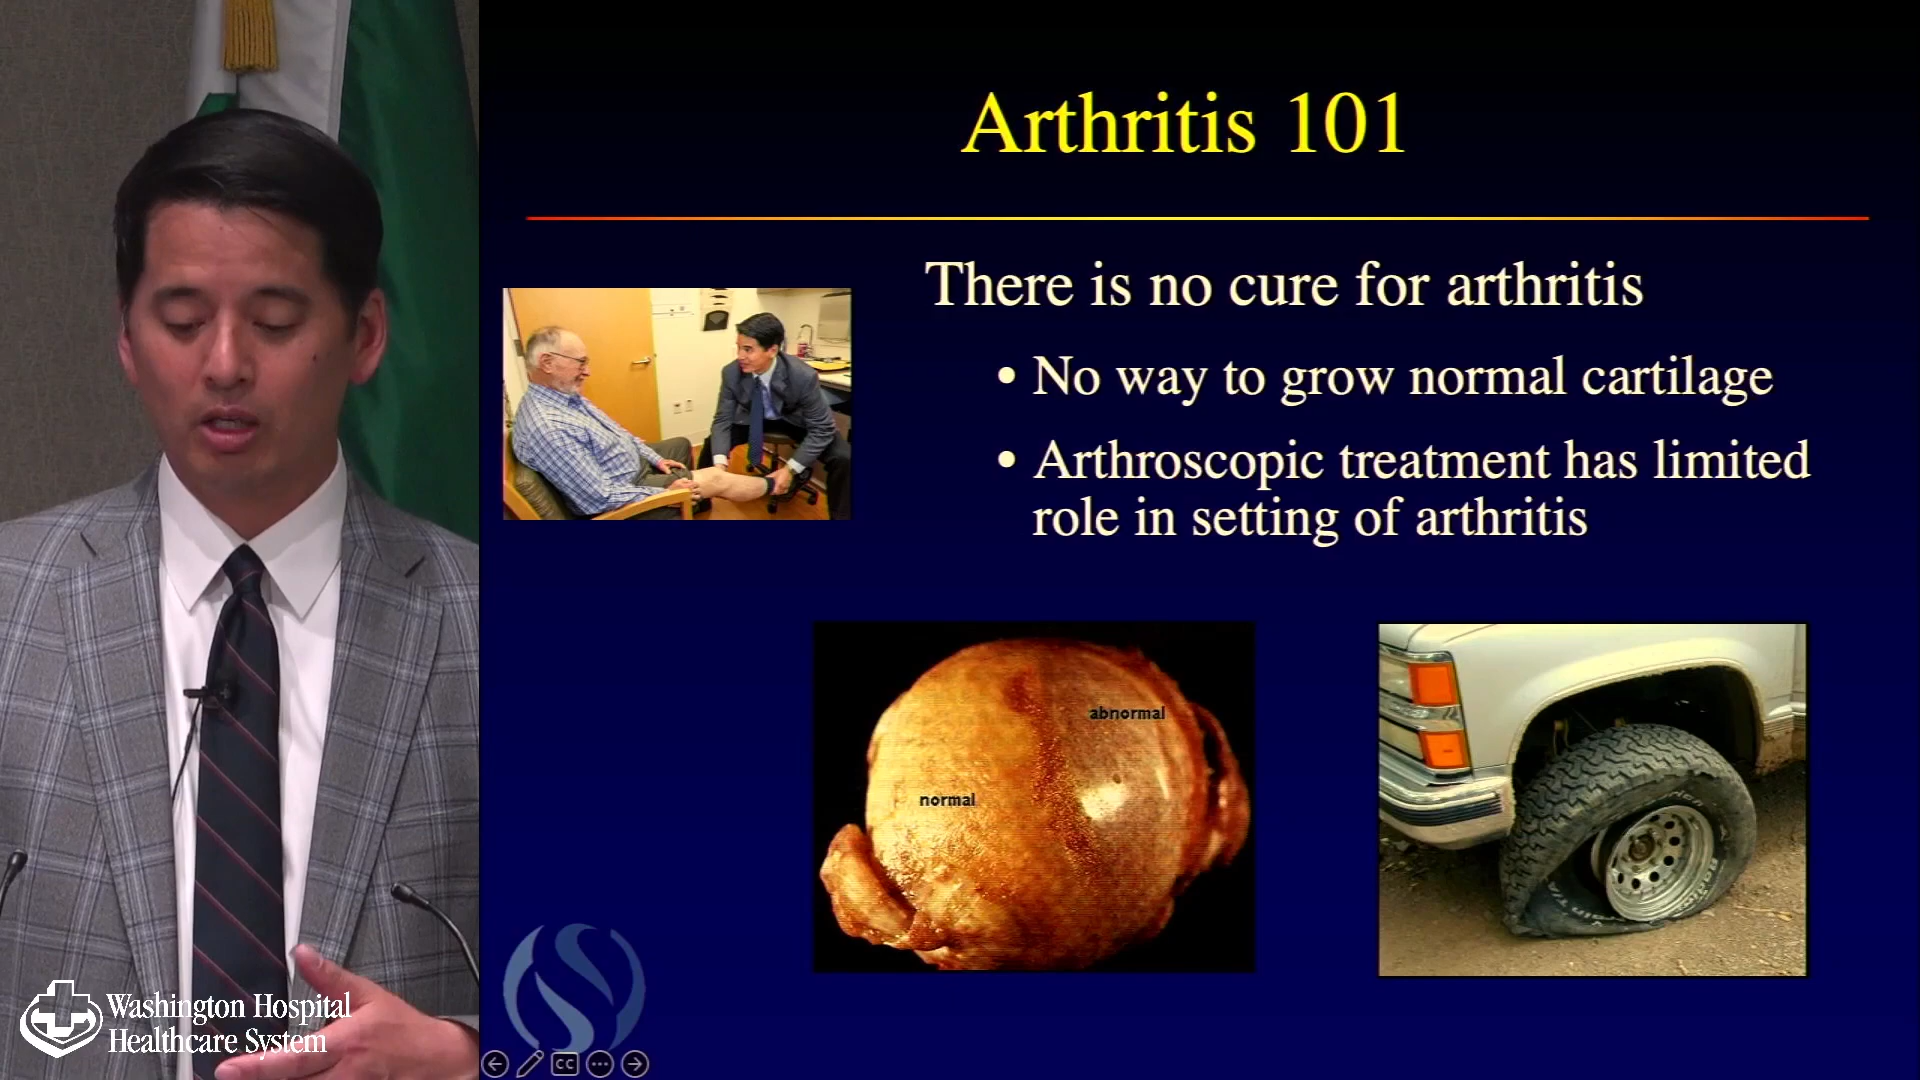 Arthritis 101
There is no cure for arthritis
• No way to grow normal cartilage
• Arthroscopic treatment has limited
role in setting of arthritis
abnormal
normal
Washington Hospital
Healthcare System
CC